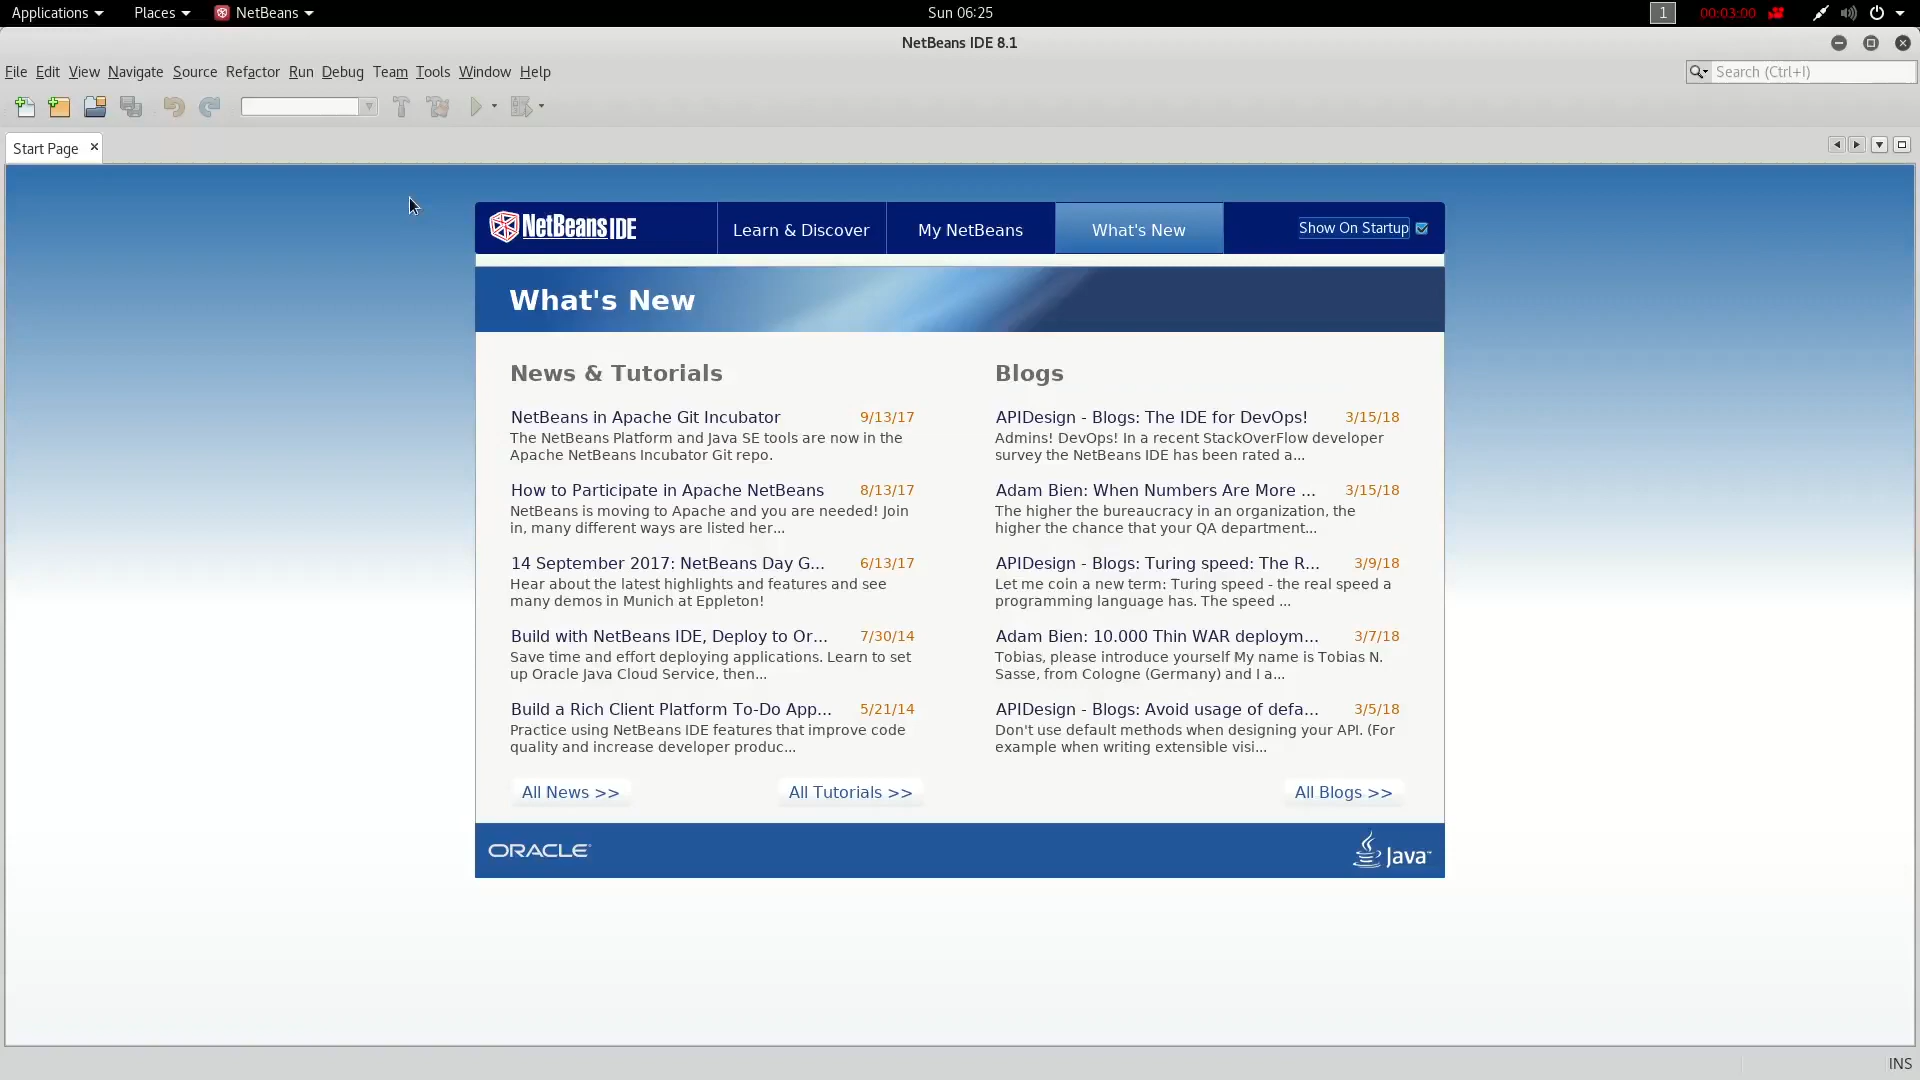 Applications Places NetBeans Sun 06:25 1 00:03:00
NetBeans IDE 8.1
File Edit View Navigate Source Refactor Run Debug Team Tools Window Help Search (Ctrl+I)
Start Page
NetBeans IDE Learn & Discover My NetBeans What's New Show On Startup
What's New
News & Tutorials
NetBeans in Apache Git Incubator 9/13/17
The NetBeans Platform and Java SE tools are now in the
Apache NetBeans Incubator Git repo.
How to Participate in Apache NetBeans 8/13/17
NetBeans is moving to Apache and you are needed! Join
in, many different ways are listed her...
14 September 2017: NetBeans Day G... 6/13/17
Hear about the latest highlights and features and see
many demos in Munich at Eppleton!
Build with NetBeans IDE, Deploy to Or... 7/30/14
Save time and effort deploying applications. Learn to set
up Oracle Java Cloud Service, then...
Build a Rich Client Platform To-Do App... 5/21/14
Practice using NetBeans IDE features that improve code
quality and increase developer produc...
All News >> All Tutorials >>
Blogs
APIDesign - Blogs: The IDE for DevOps! 3/15/18
Admins! DevOps! In a recent StackOverFlow developer
survey the NetBeans IDE has been rated a...
Adam Bien: When Numbers Are More ... 3/15/18
The higher the bureaucracy in an organization, the
higher the chance that your QA department...
APIDesign - Blogs: Turing speed: The R... 3/9/18
Let me coin a new term: Turing speed - the real speed a
programming language has. The speed ...
Adam Bien: 10.000 Thin WAR deploym... 3/7/18
Tobias, please introduce yourself My name is Tobias N.
Sasse, from Cologne (Germany) and I a...
APIDesign - Blogs: Avoid usage of defa... 3/5/18
Don't use default methods when designing your API. (For
example when writing extensible visi...
All Blogs >>
ORACLE Java
INS